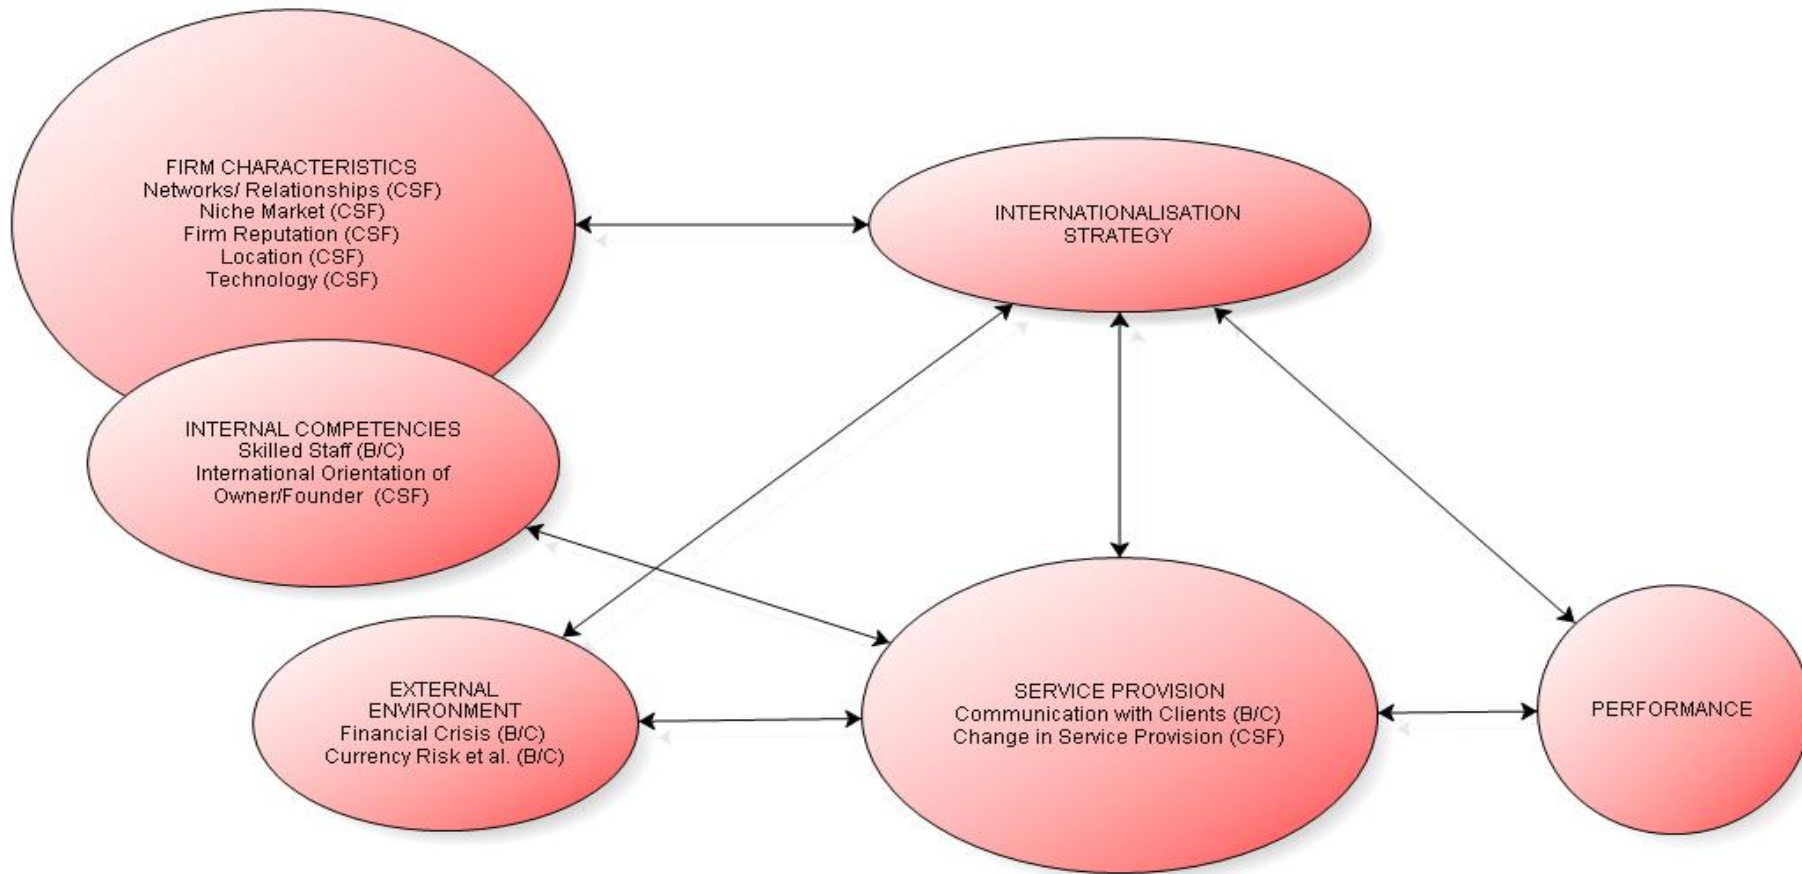 FIRM CHARACTERISTICS
Networks/ Relationships (CSF)
Niche Market (CSF)
Firm Reputation (CSF)
Location (CSF)
Technology (CSF)
INTERNATIONALISATION
STRATEGY
INTERNAL COMPETENCIES
Skilled Staff (B/C)
International Orientation of
Owner/Founder (CSF)
EXTERNAL
ENVIRONMENT
Financial Crisis (B/C)
Currency Risk et al. (B/C)
SERVICE PROVISION
Communication with Clients (B/C)
Change in Service Provision (CSF)
PERFORMANCE